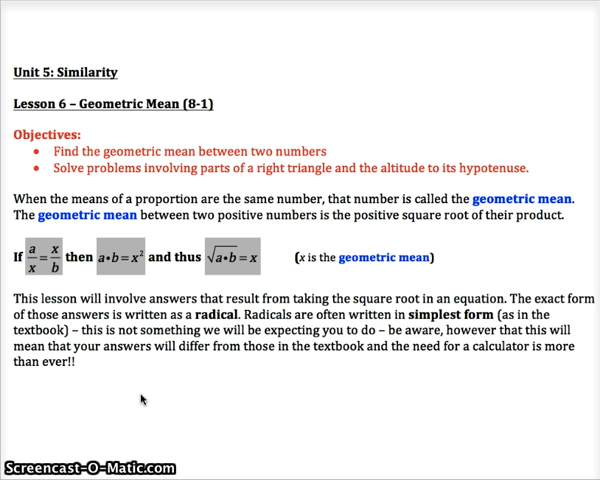 Unit 5: Similarity
Lesson 6 – Geometric Mean (8-1)
Objectives:
• Find the geometric mean between two numbers
• Solve problems involving parts of a right triangle and the altitude to its hypotenuse.
When the means of a proportion are the same number, that number is called the geometric mean.
The geometric mean between two positive numbers is the positive square root of their product.
If a/x = x/b then a•b=x² and thus √a•b = x (x is the geometric mean)
This lesson will involve answers that result from taking the square root in an equation. The exact form
of those answers is written as a radical. Radicals are often written in simplest form (as in the
textbook) – this is not something we will be expecting you to do – be aware, however that this will
mean that your answers will differ from those in the textbook and the need for a calculator is more
than ever!!
Screencast-O-Matic.com